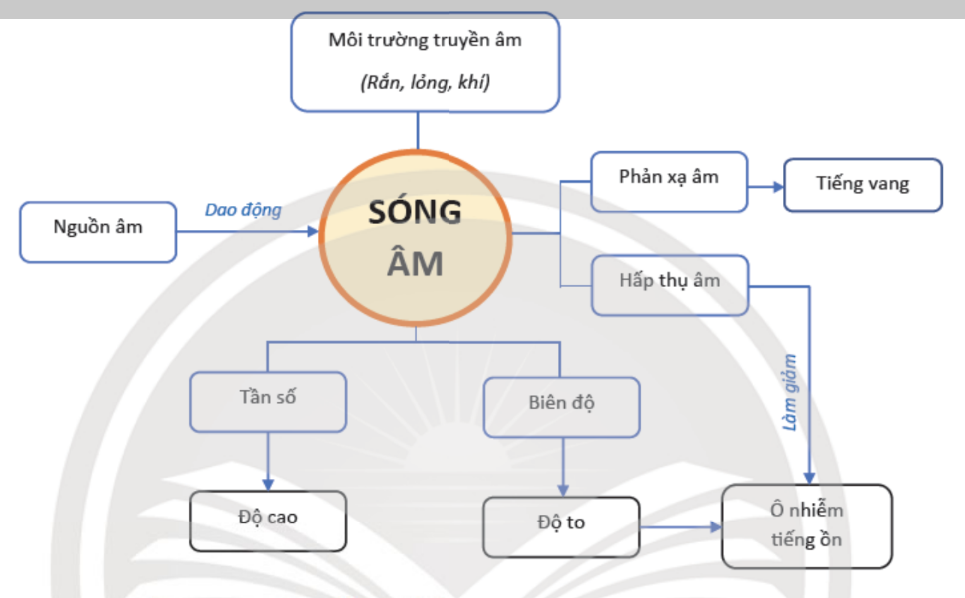 Môi trường truyền âm
(Rắn, lỏng, khí)
Nguồn âm
Dao động
SÓNG
ÂM
Phản xạ âm
Tiếng vang
Hấp thụ âm
Làm giảm
Tần số
Biên độ
Độ cao
Độ to
Ô nhiễm
tiếng ồn